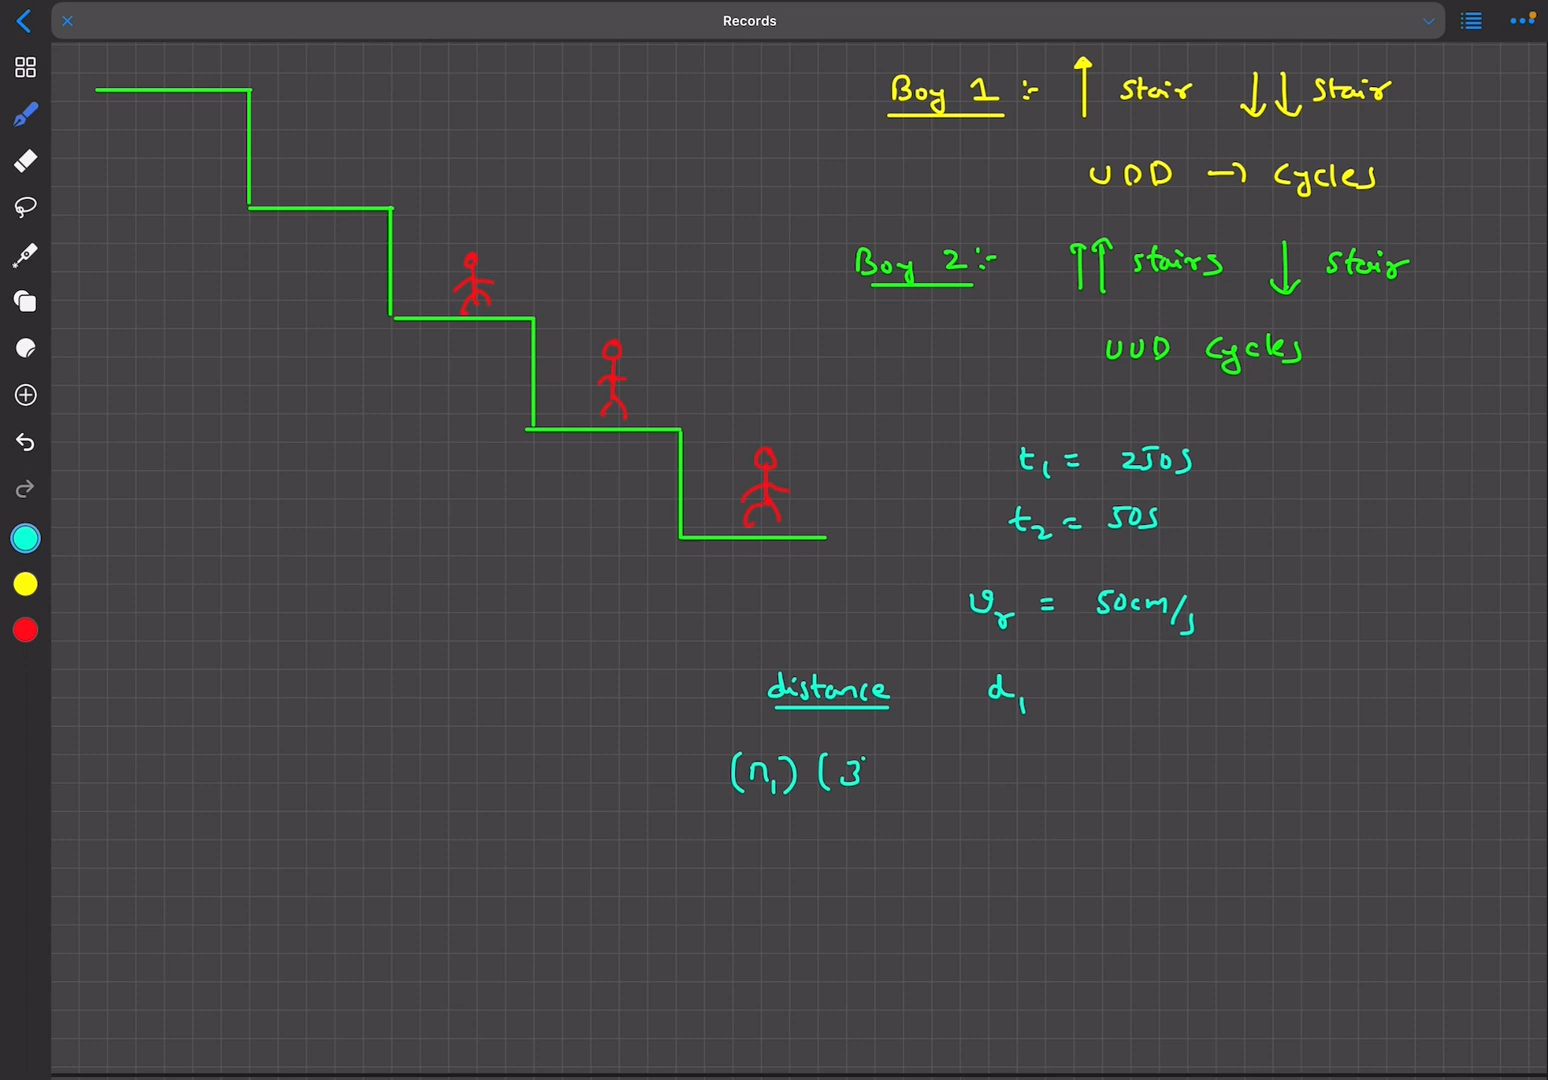 Records
Boy 1 :- ↑ stair ↓↓ stair
UDD → cycles
Boy 2 :- ↑↑ stairs ↓ stair
UUD cycles
t₁ = 250s
t₂ = 50s
v_r = 50cm/s
distance d₁
(n₁) (3